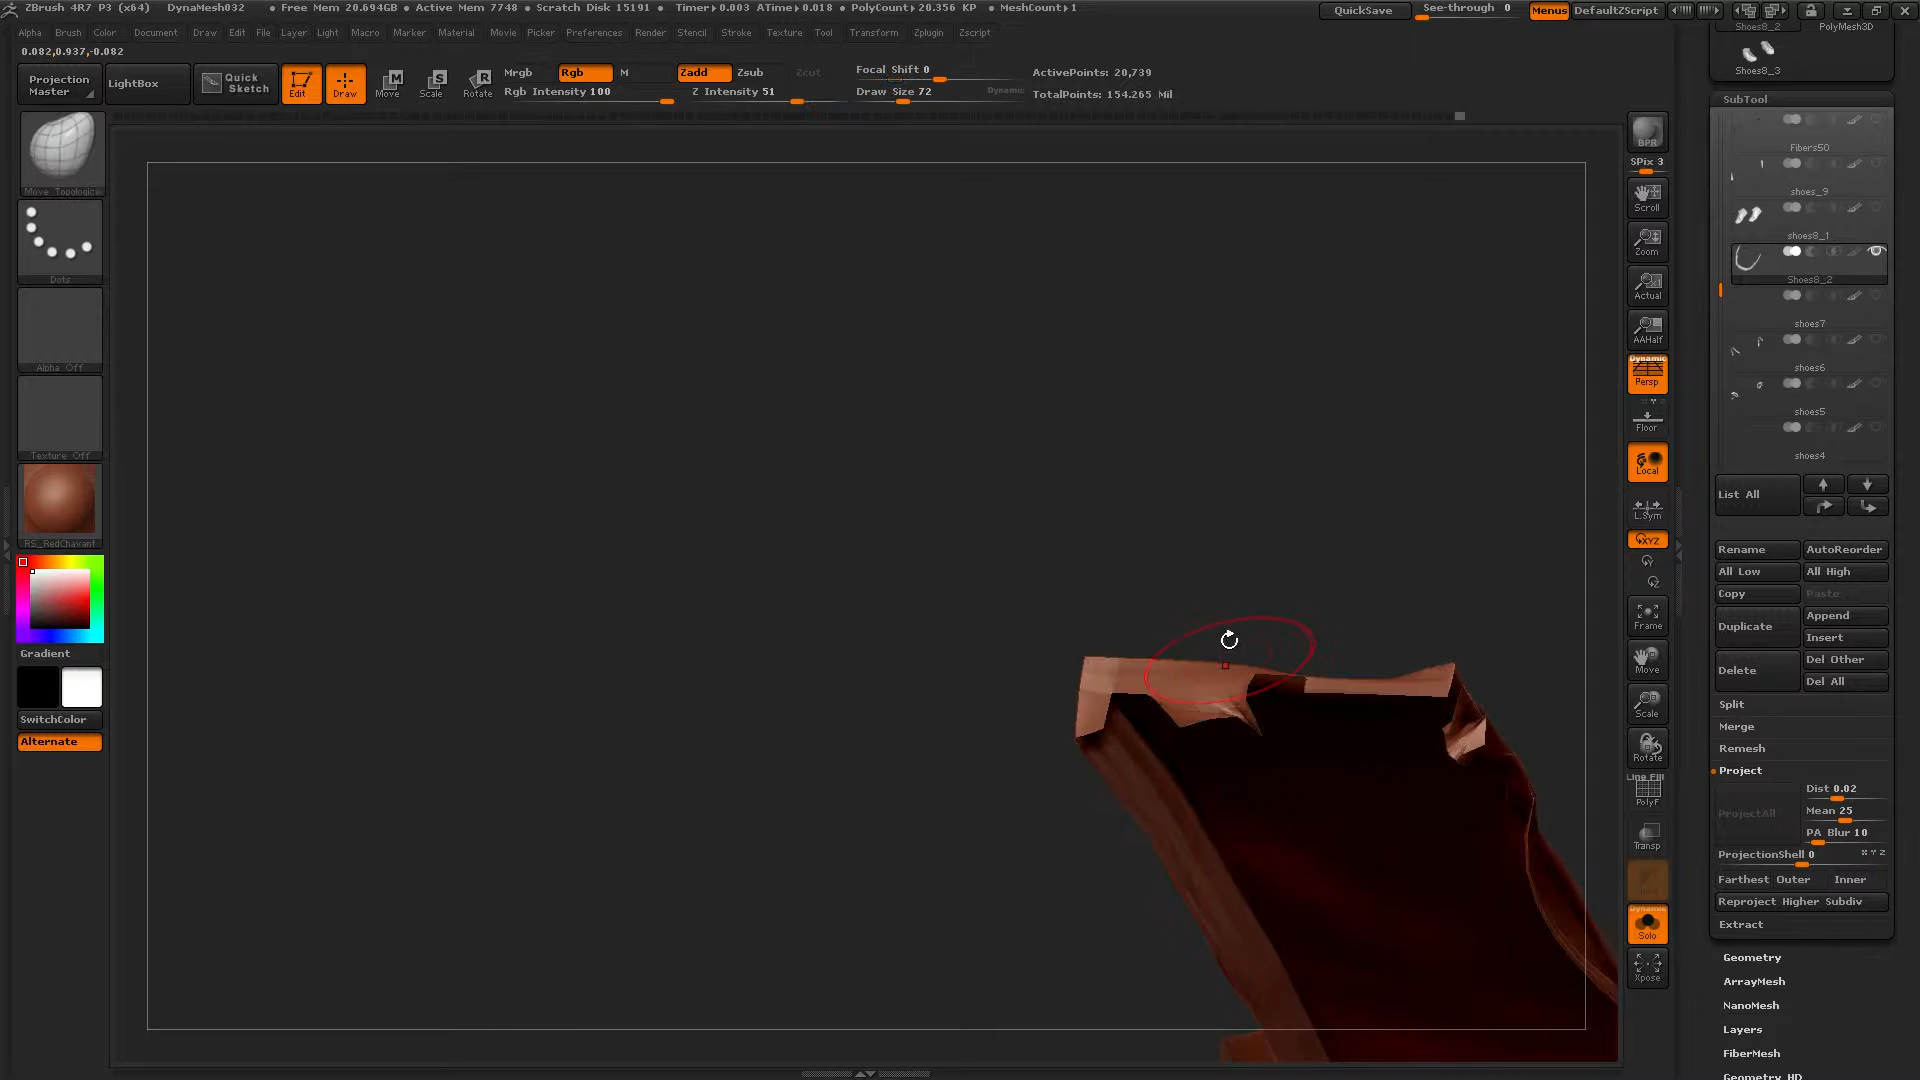 ZBrush 4R7 P3 (x64) DynaMesh032 • Free Mem 20.694GB • Active Mem 7748 • Scratch Disk 15191 • Timer▸0.003 ATime▸0.018 • PolyCount▸20.356 KP • MeshCount▸1 QuickSave See-through 0 Menus DefaultZScript
Alpha Brush Color Document Draw Edit File Layer Light Macro Marker Material Movie Picker Preferences Render Stencil Stroke Texture Tool Transform Zplugin Zscript
0.082,0.937,-0.082
Projection Master
LightBox
Quick Sketch
Edit
Draw
Move
Scale
Rotate
Mrgb Rgb M
Rgb Intensity 100
Zadd Zsub Zcut
Z Intensity 51
Focal Shift 0
Draw Size 72 Dynamic
ActivePoints: 20,739
TotalPoints: 154.265 Mil
Dots
Alpha Off
Texture Off
RS_RedChavant
Gradient
SwitchColor
Alternate
BPR
SPix 3
Scroll
Zoom
Actual
AAHalf
Dynamic
Persp
Floor
Local
L.Sym
XYZ
Frame
Move
Scale
Rotate
Line Fill
PolyF
Transp
Dynamic
Solo
Xpose
Shoes8_2 PolyMesh3D
Shoes8_3
SubTool
Fibers50
shoes_9
shoes8_1
Shoes8_2
shoes7
shoes6
shoes5
shoes4
List All
Rename AutoReorder
All Low All High
Copy Paste
Duplicate Append
Insert
Delete Del Other
Del All
Split
Merge
Remesh
Project
ProjectAll Dist 0.02
Mean 25
PA Blur 10
ProjectionShell 0 X Y Z
Farthest Outer Inner
Reproject Higher Subdiv
Extract
Geometry
ArrayMesh
NanoMesh
Layers
FiberMesh
Geometry HD